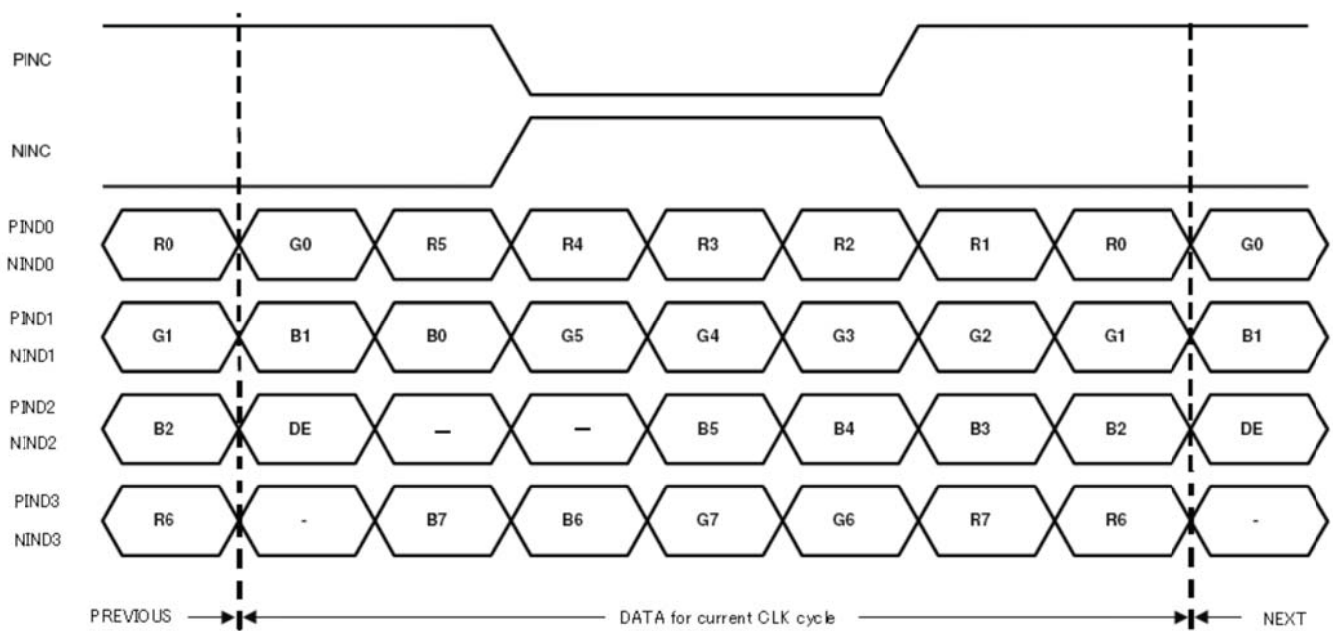 PINC
NINC
PIND0
NIND0
R0 G0 R5 R4 R3 R2 R1 R0 G0
PIND1
NIND1
G1 B1 B0 G5 G4 G3 G2 G1 B1
PIND2
NIND2
B2 DE — — B5 B4 B3 B2 DE
PIND3
NIND3
R6 - B7 B6 G7 G6 R7 R6 -
PREVIOUS DATA for current CLK cycle NEXT